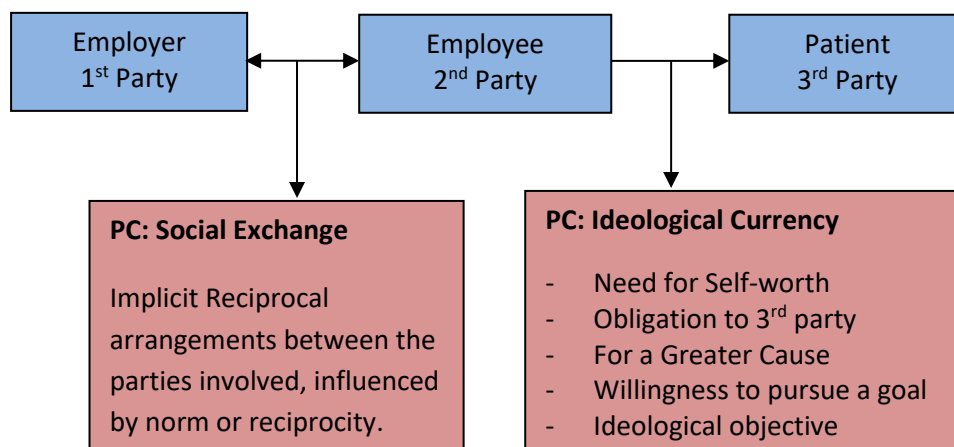 Employer
1st Party
Employee
2nd Party
Patient
3rd Party
PC: Social Exchange
Implicit Reciprocal
arrangements between the
parties involved, influenced
by norm or reciprocity.
PC: Ideological Currency
- Need for Self-worth
- Obligation to 3rd party
- For a Greater Cause
- Willingness to pursue a goal
- Ideological objective